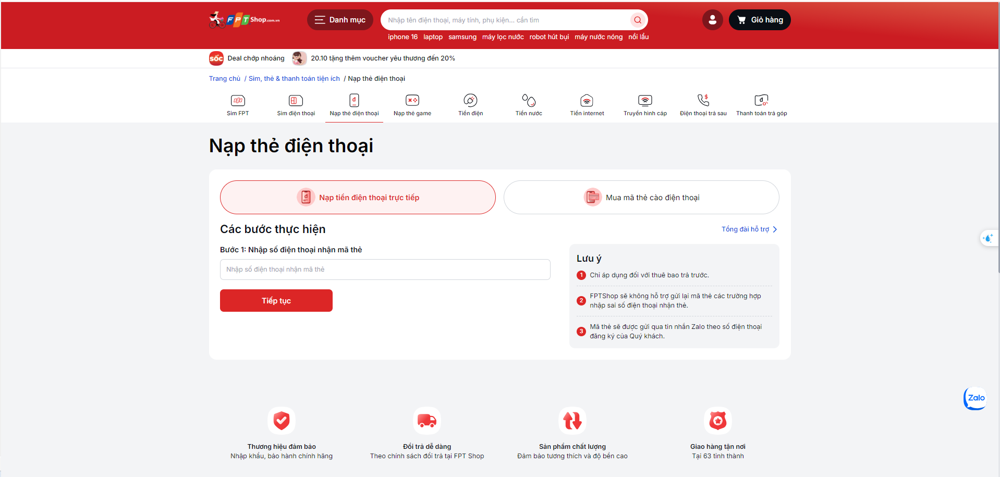 FPT Shop.com.vn
Danh mục
Nhập tên điện thoại, máy tính, phụ kiện... cần tìm
Giỏ hàng
iphone 16 laptop samsung máy lọc nước robot hút bụi máy nước nóng nồi lẩu
SỐC Deal chớp nhoáng 20.10 tặng thêm voucher yêu thương đến 20%
Trang chủ / Sim, thẻ & thanh toán tiện ích / Nạp thẻ điện thoại
Sim FPT
Sim điện thoại
Nạp thẻ điện thoại
Nạp thẻ game
Tiền điện
Tiền nước
Tiền internet
Truyền hình cáp
Điện thoại trả sau
Thanh toán trả góp
Nạp thẻ điện thoại
Nạp tiền điện thoại trực tiếp
Mua mã thẻ cào điện thoại
Các bước thực hiện
Tổng đài hỗ trợ
Bước 1: Nhập số điện thoại nhận mã thẻ
Nhập số điện thoại nhận mã thẻ
Tiếp tục
Lưu ý
1 Chỉ áp dụng đối với thuê bao trả trước.
2 FPTShop sẽ không hỗ trợ gửi lại mã thẻ các trường hợp
nhập sai số điện thoại nhận thẻ.
3 Mã thẻ sẽ được gửi qua tin nhắn Zalo theo số điện thoại
đăng ký của Quý khách.
Zalo
Thương hiệu đảm bảo
Nhập khẩu, bảo hành chính hãng
Đổi trả dễ dàng
Theo chính sách đổi trả tại FPT Shop
Sản phẩm chất lượng
Đảm bảo tương thích và độ bền cao
Giao hàng tận nơi
Tại 63 tỉnh thành